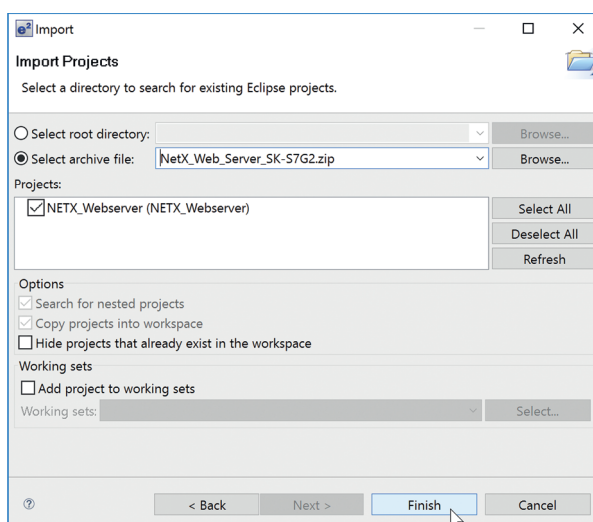 e² Import
Import Projects
Select a directory to search for existing Eclipse projects.
Select root directory: Browse...
Select archive file: NetX_Web_Server_SK-S7G2.zip Browse...
Projects:
NETX_Webserver (NETX_Webserver)
Select All
Deselect All
Refresh
Options
Search for nested projects
Copy projects into workspace
Hide projects that already exist in the workspace
Working sets
Add project to working sets
Working sets: Select...
? < Back Next > Finish Cancel